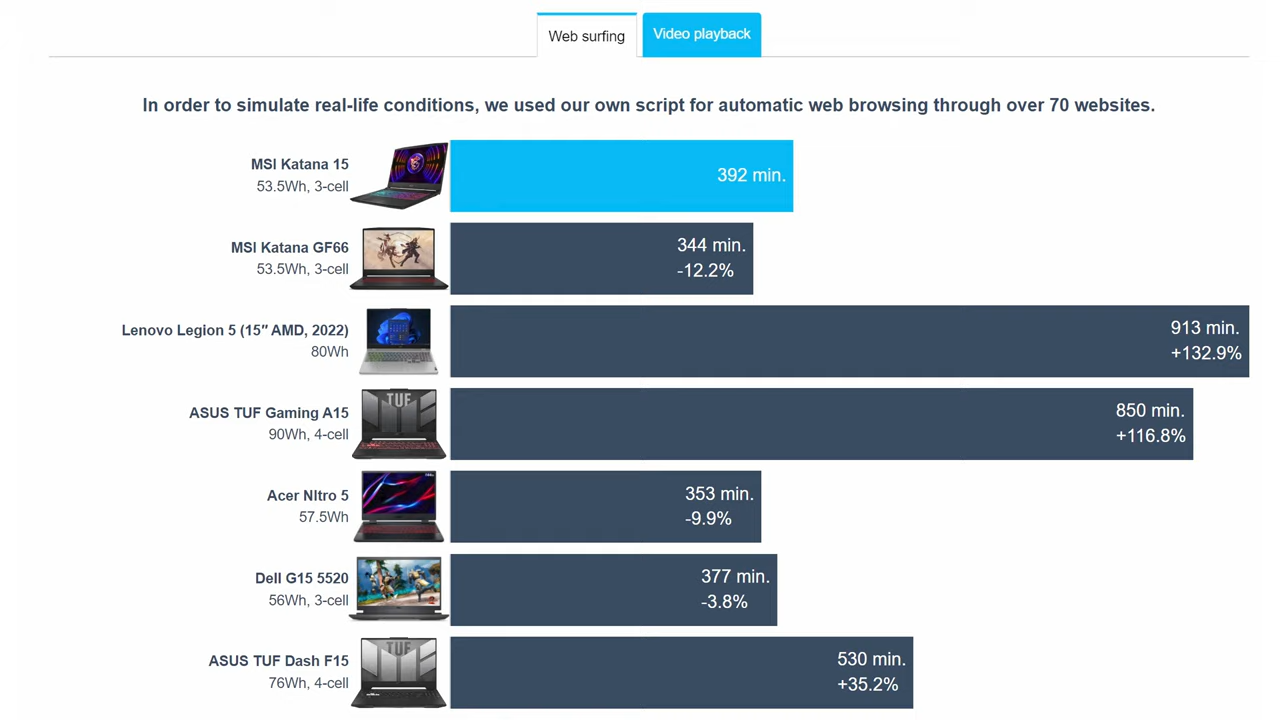 Web surfing
Video playback
In order to simulate real-life conditions, we used our own script for automatic web browsing through over 70 websites.
MSI Katana 15
53.5Wh, 3-cell
392 min.
MSI Katana GF66
53.5Wh, 3-cell
344 min.
-12.2%
Lenovo Legion 5 (15″ AMD, 2022)
80Wh
913 min.
+132.9%
ASUS TUF Gaming A15
90Wh, 4-cell
TUF
850 min.
+116.8%
Acer NItro 5
57.5Wh
353 min.
-9.9%
Dell G15 5520
56Wh, 3-cell
377 min.
-3.8%
ASUS TUF Dash F15
76Wh, 4-cell
TUF
530 min.
+35.2%